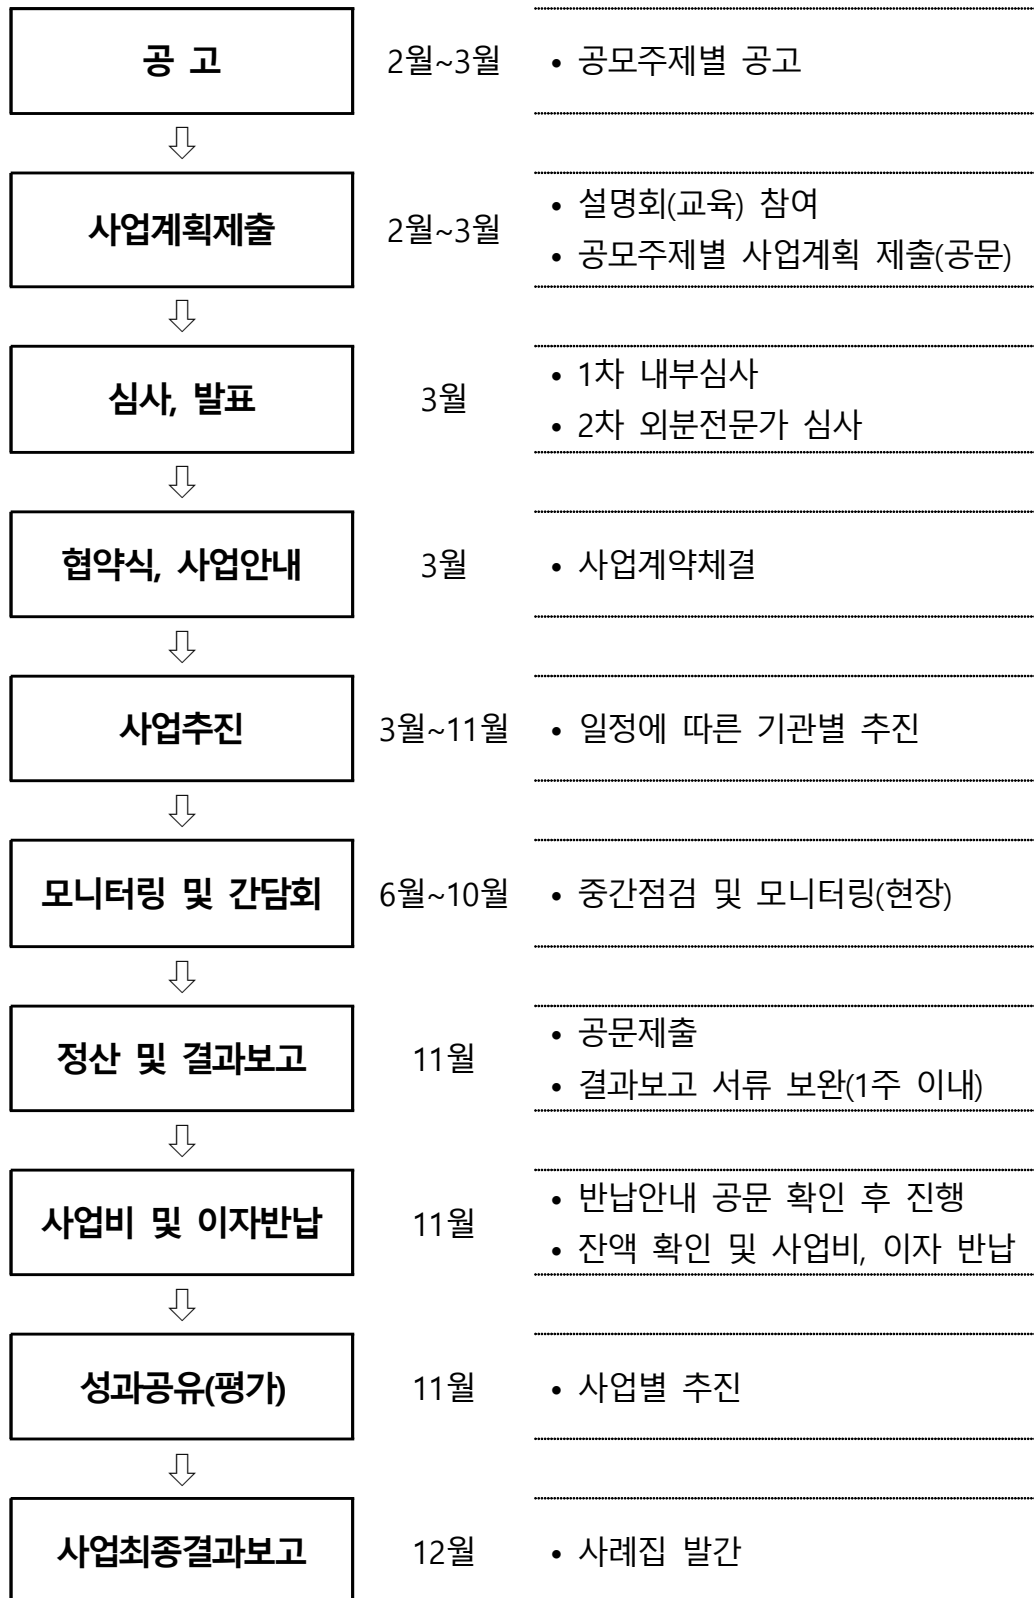 공 고 2월~3월 • 공모주제별 공고
⇩
사업계획제출 2월~3월 • 설명회(교육) 참여
• 공모주제별 사업계획 제출(공문)
⇩
심사, 발표 3월 • 1차 내부심사
• 2차 외분전문가 심사
⇩
협약식, 사업안내 3월 • 사업계약체결
⇩
사업추진 3월~11월 • 일정에 따른 기관별 추진
⇩
모니터링 및 간담회 6월~10월 • 중간점검 및 모니터링(현장)
⇩
정산 및 결과보고 11월 • 공문제출
• 결과보고 서류 보완(1주 이내)
⇩
사업비 및 이자반납 11월 • 반납안내 공문 확인 후 진행
• 잔액 확인 및 사업비, 이자 반납
⇩
성과공유(평가) 11월 • 사업별 추진
⇩
사업최종결과보고 12월 • 사례집 발간